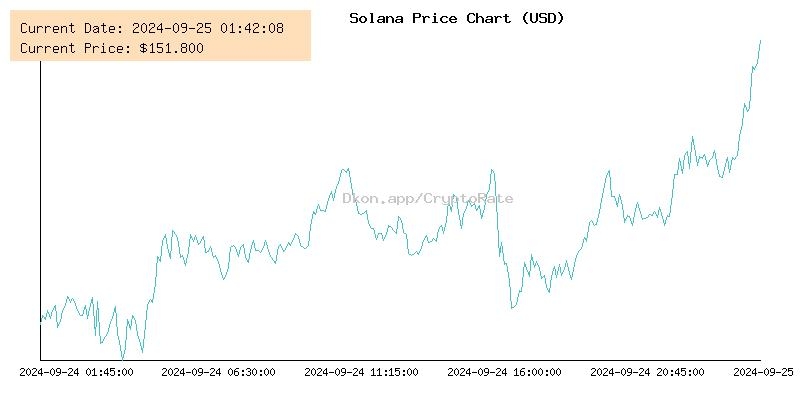 Solana Price Chart (USD)
Current Date: 2024-09-25 01:42:08
Current Price: $151.800
Dkon.app/CryptoRate
2024-09-24 01:45:00 2024-09-24 06:30:00 2024-09-24 11:15:00 2024-09-24 16:00:00 2024-09-24 20:45:00 2024-09-25